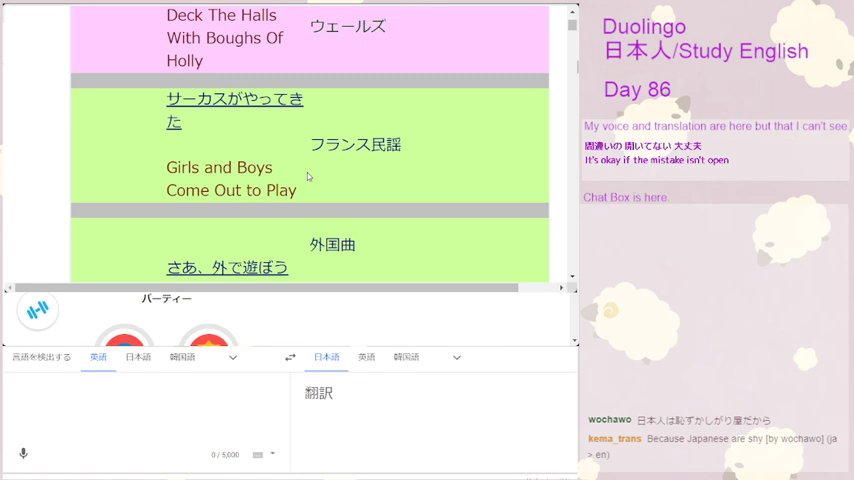 Deck The Halls
With Boughs Of
Holly
ウェールズ
サーカスがやってき
た
フランス民謡
Girls and Boys
Come Out to Play
外国曲
さあ、外で遊ぼう
パーティー
言語を検出する 英語 日本語 韓国語
日本語 英語 韓国語
翻訳
0 / 5,000
Duolingo
日本人/Study English
Day 86
My voice and translation are here but that I can't see.
間違いの 開いてない 大丈夫
It's okay if the mistake isn't open
Chat Box is here.
wochawo 日本人は恥ずかしがり屋だから
kema_trans Because Japanese are shy [by wochawo] (ja
> en)